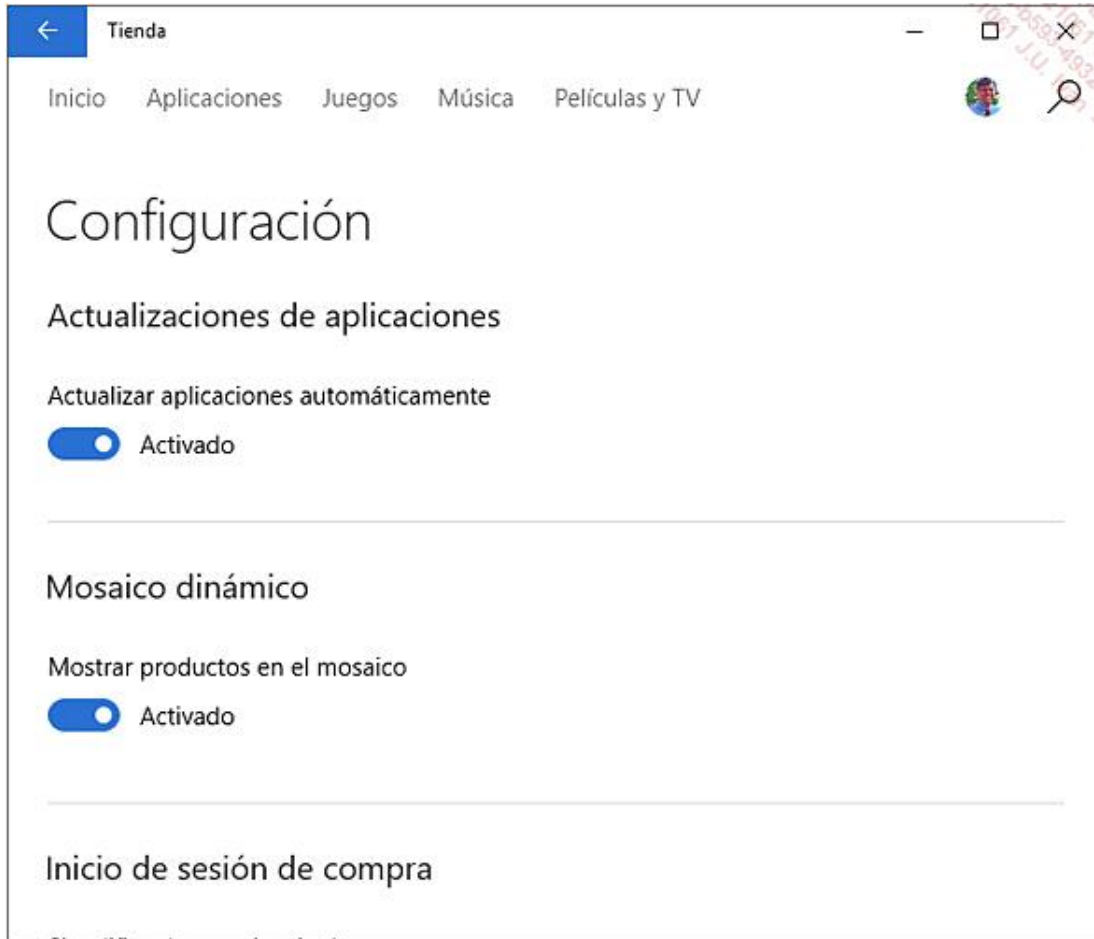 Tienda
Inicio Aplicaciones Juegos Música Películas y TV
Configuración
Actualizaciones de aplicaciones
Actualizar aplicaciones automáticamente
Activado
Mosaico dinámico
Mostrar productos en el mosaico
Activado
Inicio de sesión de compra